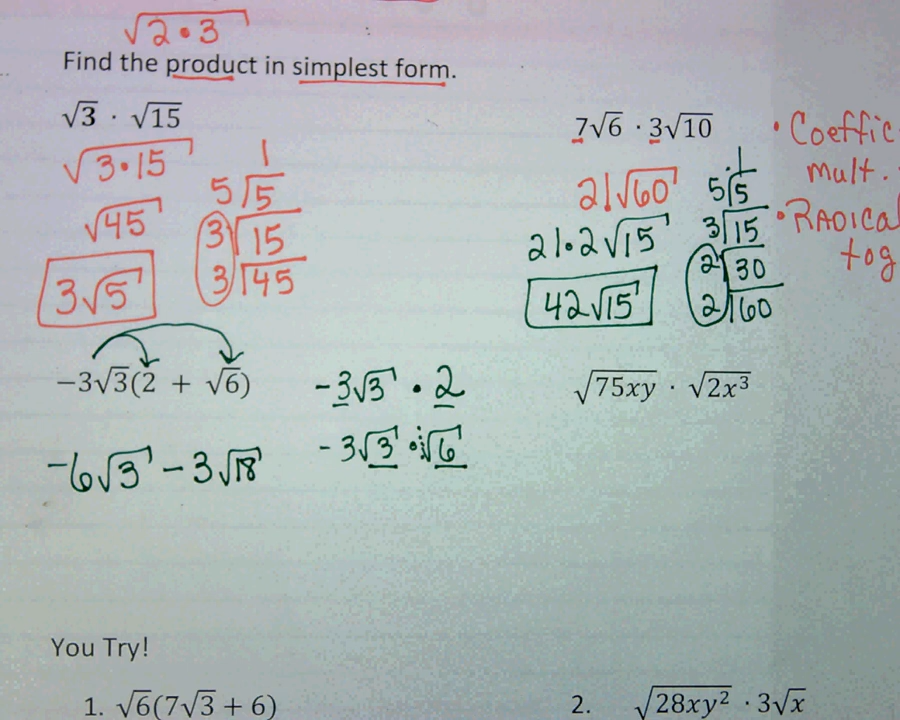 √2•3
Find the product in simplest form.
√3 · √15
√3•15
√45
3√5
1
5√5
3√15
3√45
7√6 · 3√10
21√60
21•2√15
42√15
1
5√5
3√15
2√30
2√60
• Coeffic
mult.
• RADICAL
tog
−3√3(2 + √6)
-6√3 - 3√18
-3√3 • 2
-3√3 • √6
√75xy · √2x³
You Try!
1. √6(7√3 + 6)
2. √28xy² · 3√x